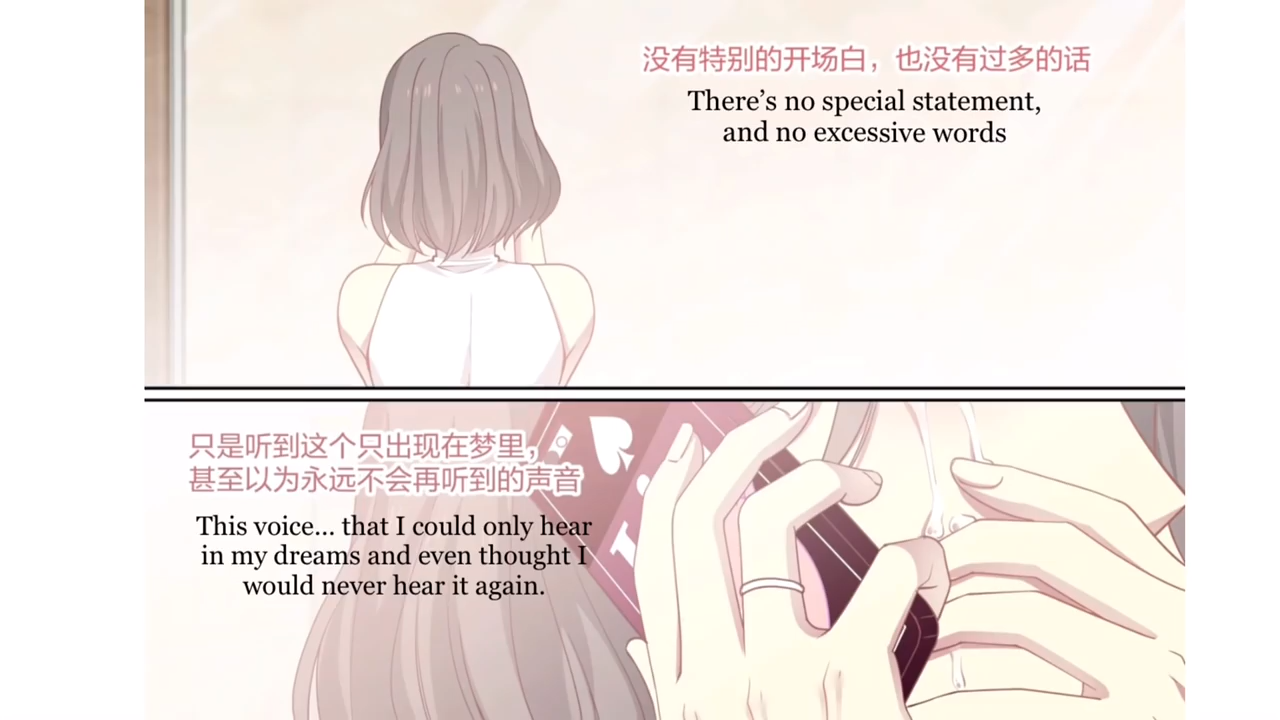 没有特别的开场白，也没有过多的话
There’s no special statement,
and no excessive words
只是听到这个只出现在梦里，
甚至以为永远不会再听到的声音
This voice... that I could only hear
in my dreams and even thought I
would never hear it again.